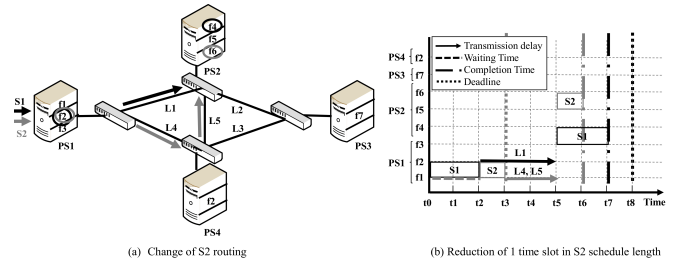 f4
f5
f6
PS2
S1
S2
f1
f2
f3
PS1
L1
L2
L4
L5
L3
f7
PS3
f2
PS4
(a) Change of S2 routing
Transmission delay
Waiting Time
Completion Time
Deadline
PS4
f2
PS3
f7
f6
PS2
f5
f4
f3
PS1
f2
f1
S2
S1
L1
S1
S2
L4, L5
t0
t1
t2
t3
t4
t5
t6
t7
t8
Time
(b) Reduction of 1 time slot in S2 schedule length